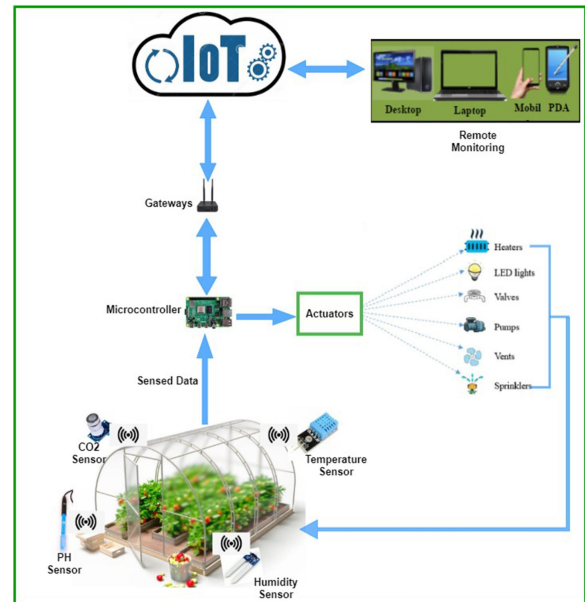 IoT
Desktop
Laptop
Mobil
PDA
Remote
Monitoring
Gateways
Heaters
LED lights
Microcontroller
Actuators
Valves
Pumps
Vents
Sprinklers
Sensed Data
CO2
Sensor
Temperature
Sensor
PH
Sensor
Humidity
Sensor